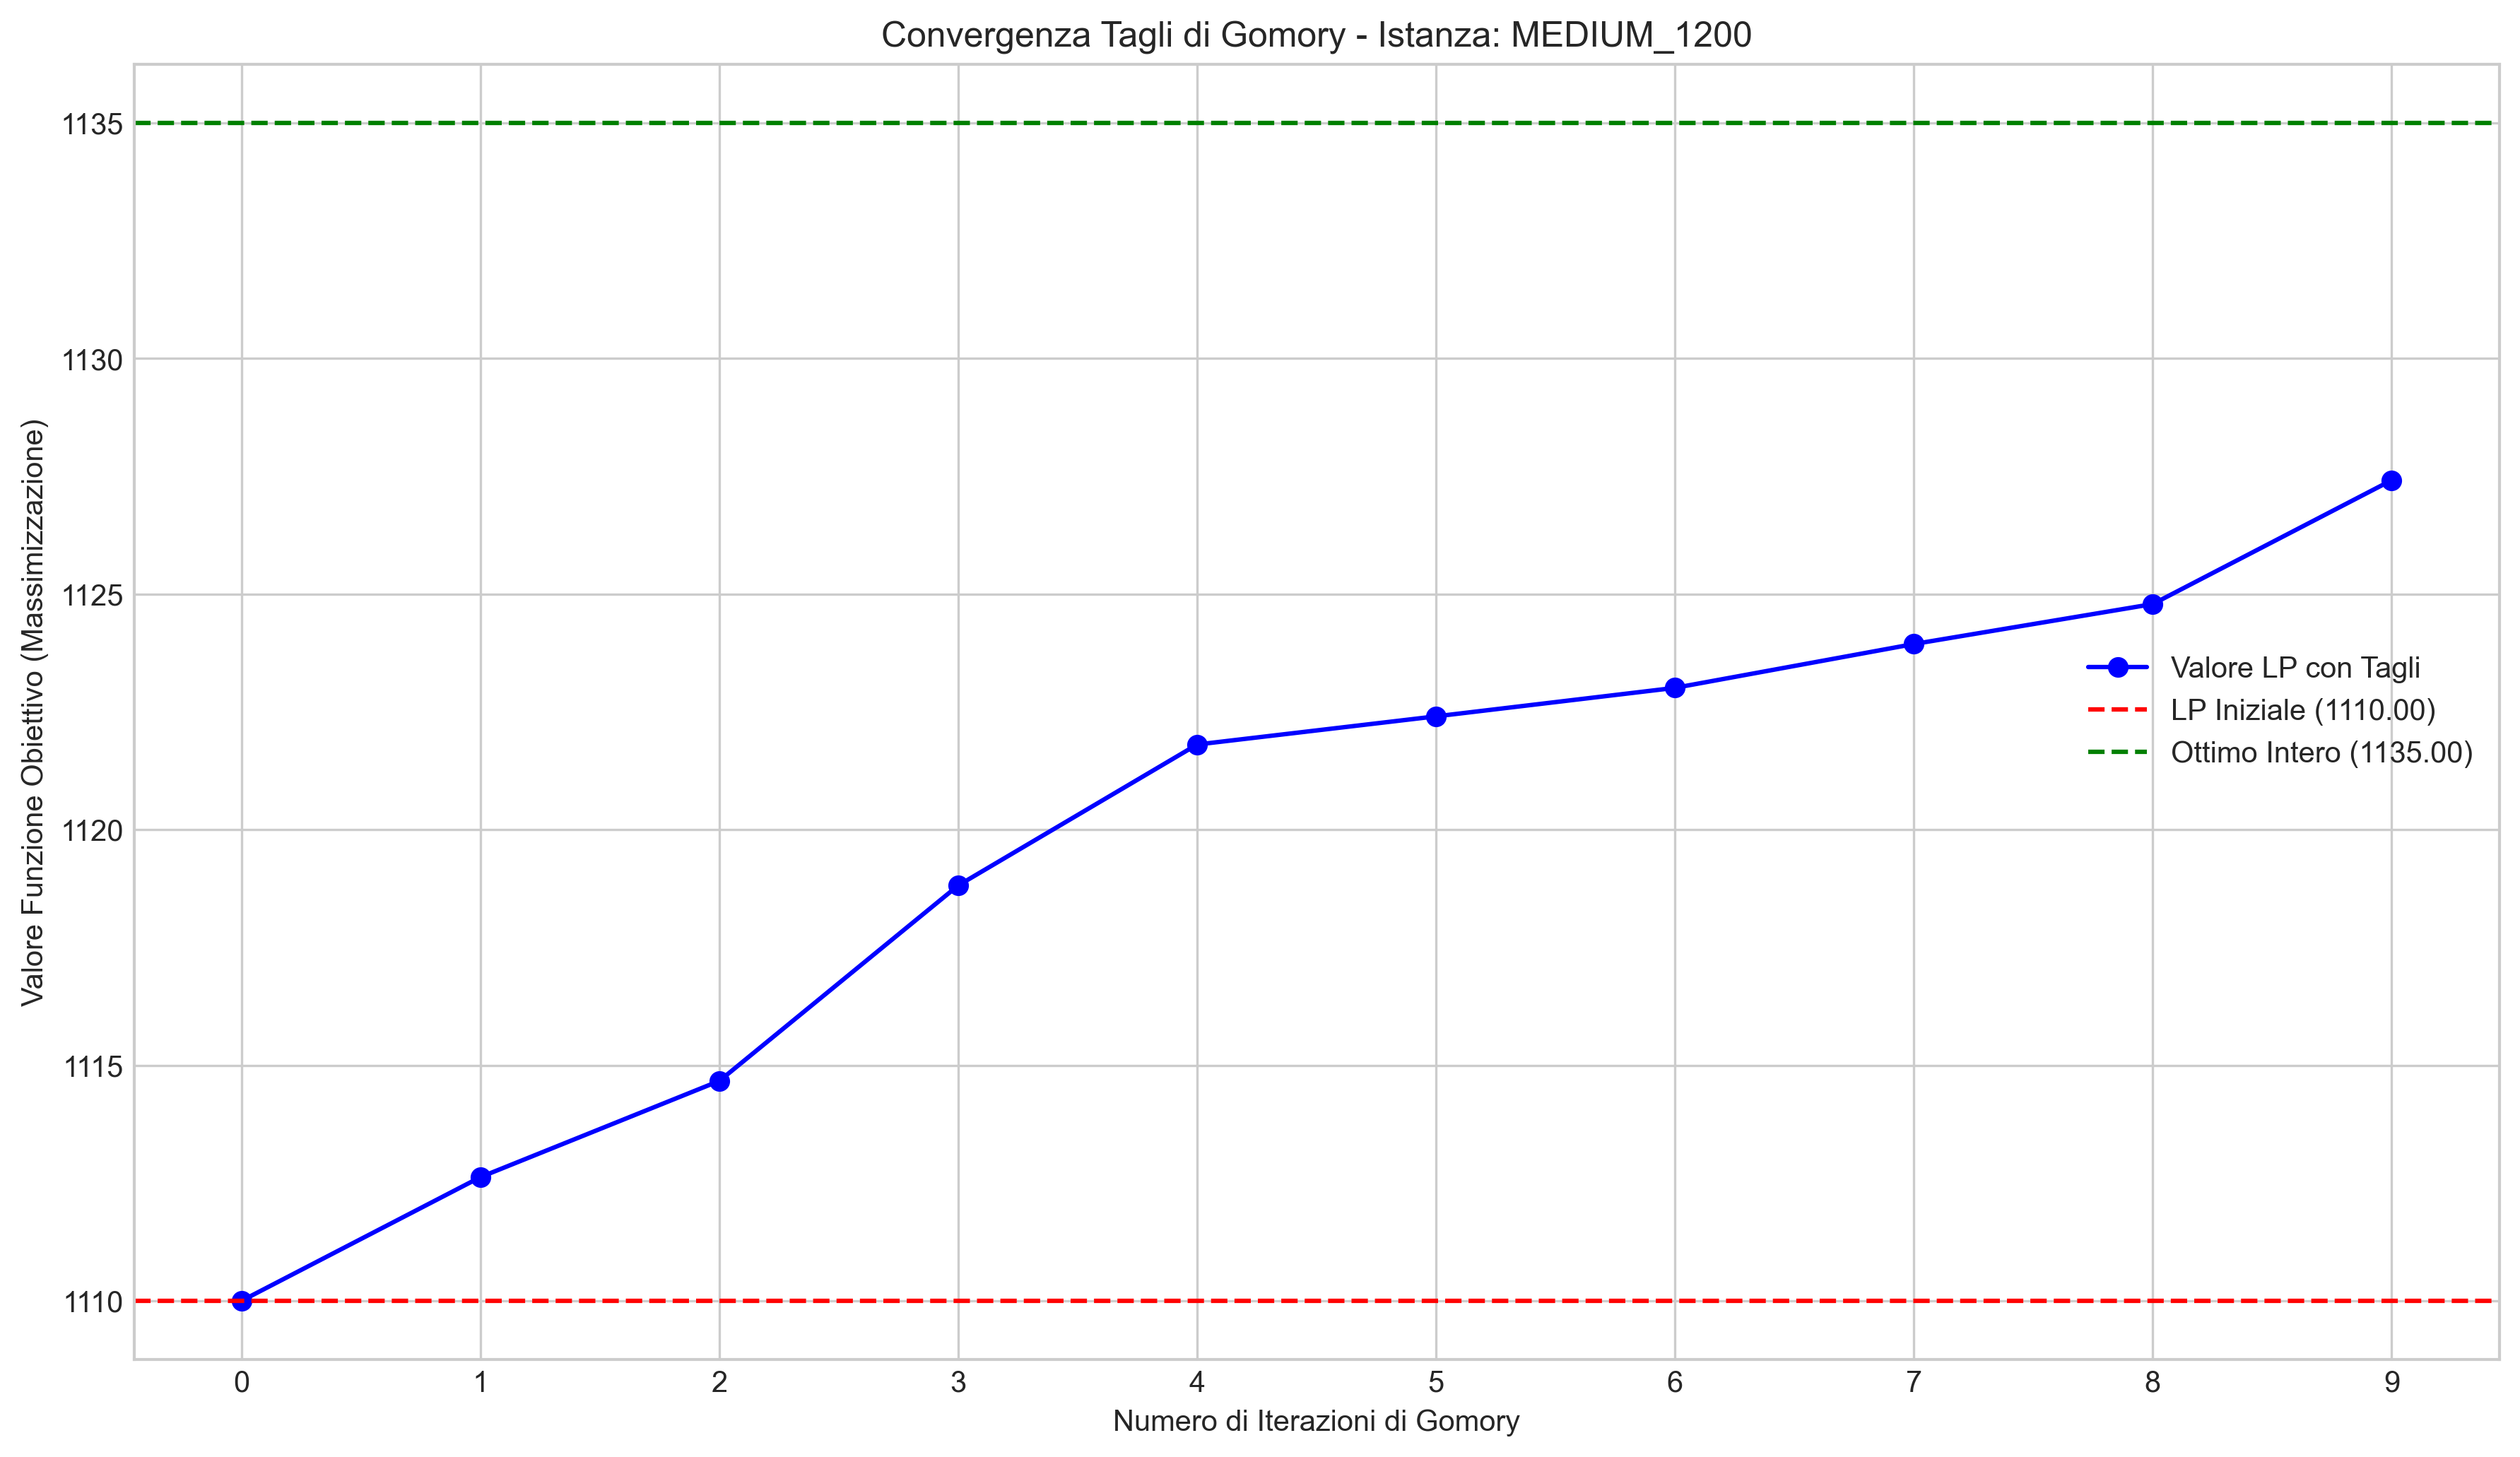 Convergenza Tagli di Gomory - Istanza: MEDIUM_1200
Valore Funzione Obiettivo (Massimizzazione)
1135
1130
1125
1120
1115
1110
Valore LP con Tagli
LP Iniziale (1110.00)
Ottimo Intero (1135.00)
0 1 2 3 4 5 6 7 8 9
Numero di Iterazioni di Gomory